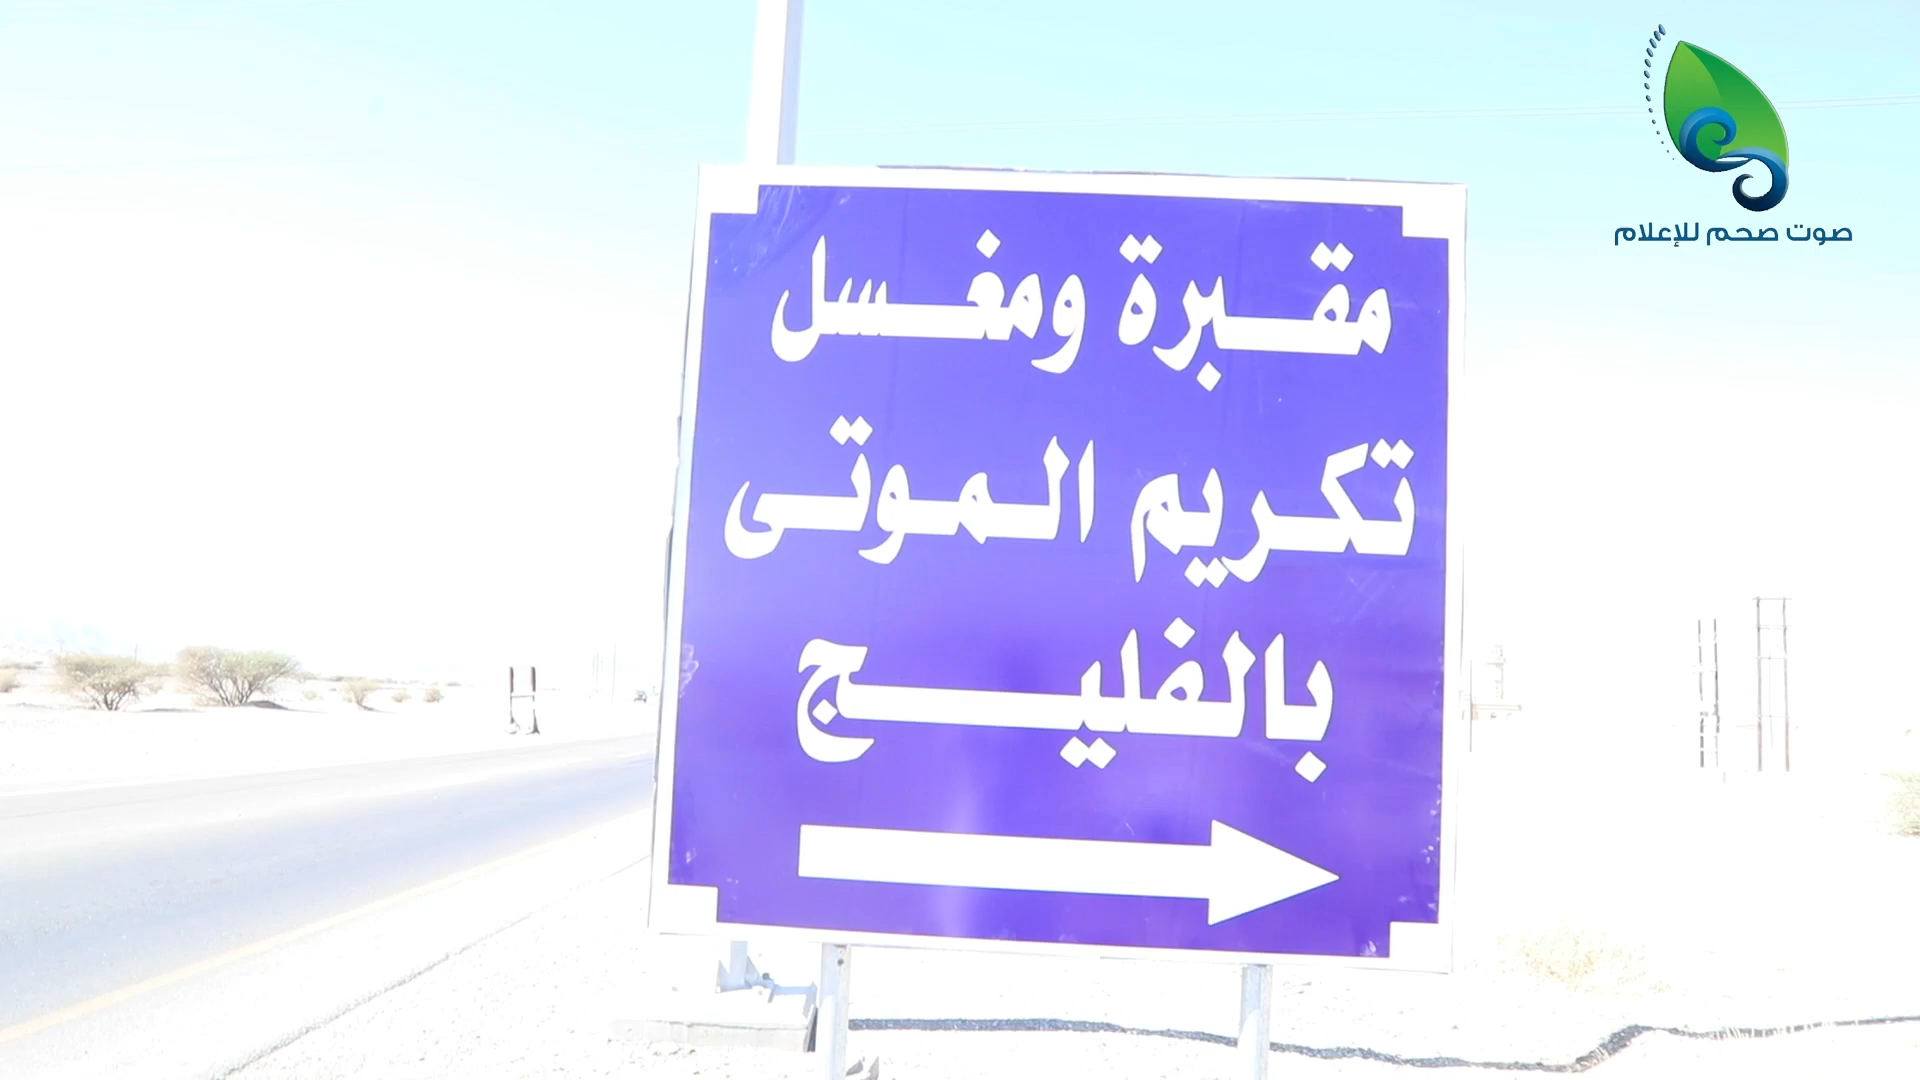 صوت صحم للإعلام
مقبرة ومغسل
تكريم الموتى
بالفليج